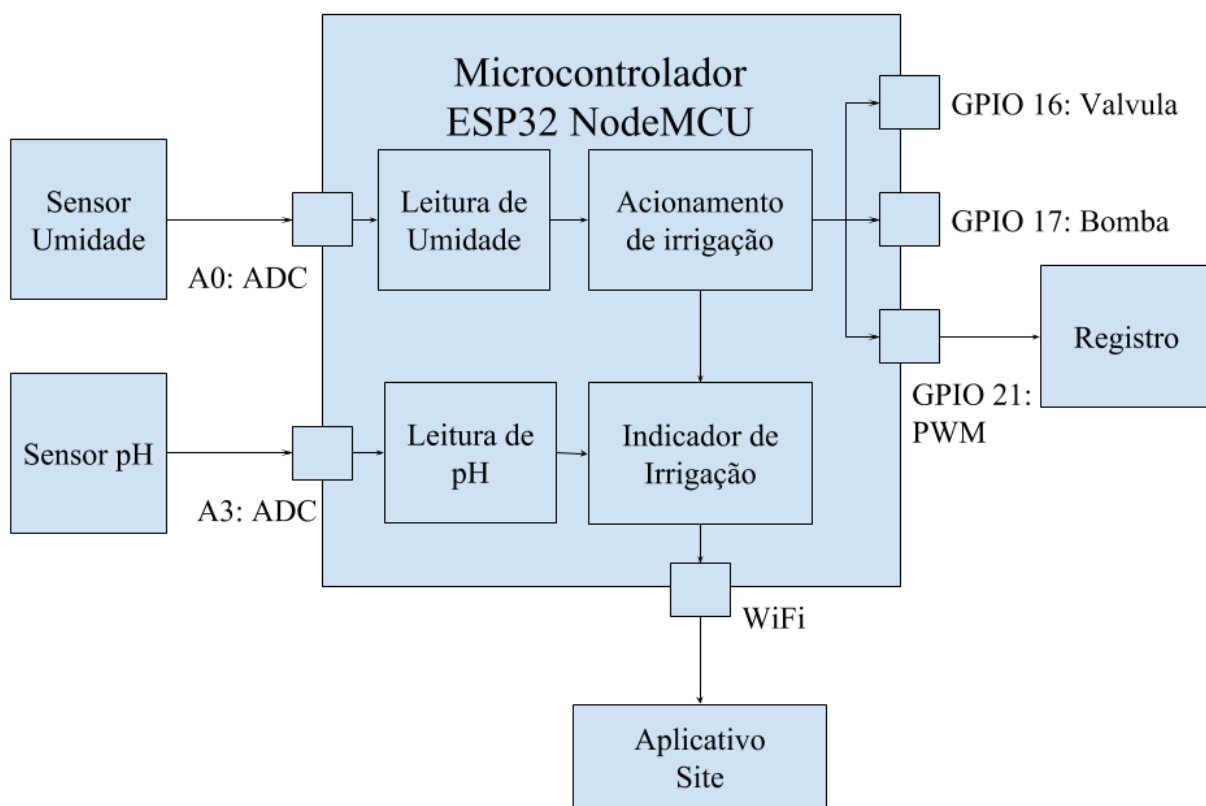 Microcontrolador
ESP32 NodeMCU
Sensor
Umidade
A0: ADC
Leitura de
Umidade
Acionamento
de irrigação
GPIO 16: Valvula
GPIO 17: Bomba
GPIO 21:
PWM
Registro
Sensor pH
A3: ADC
Leitura de
pH
Indicador de
Irrigação
WiFi
Aplicativo
Site